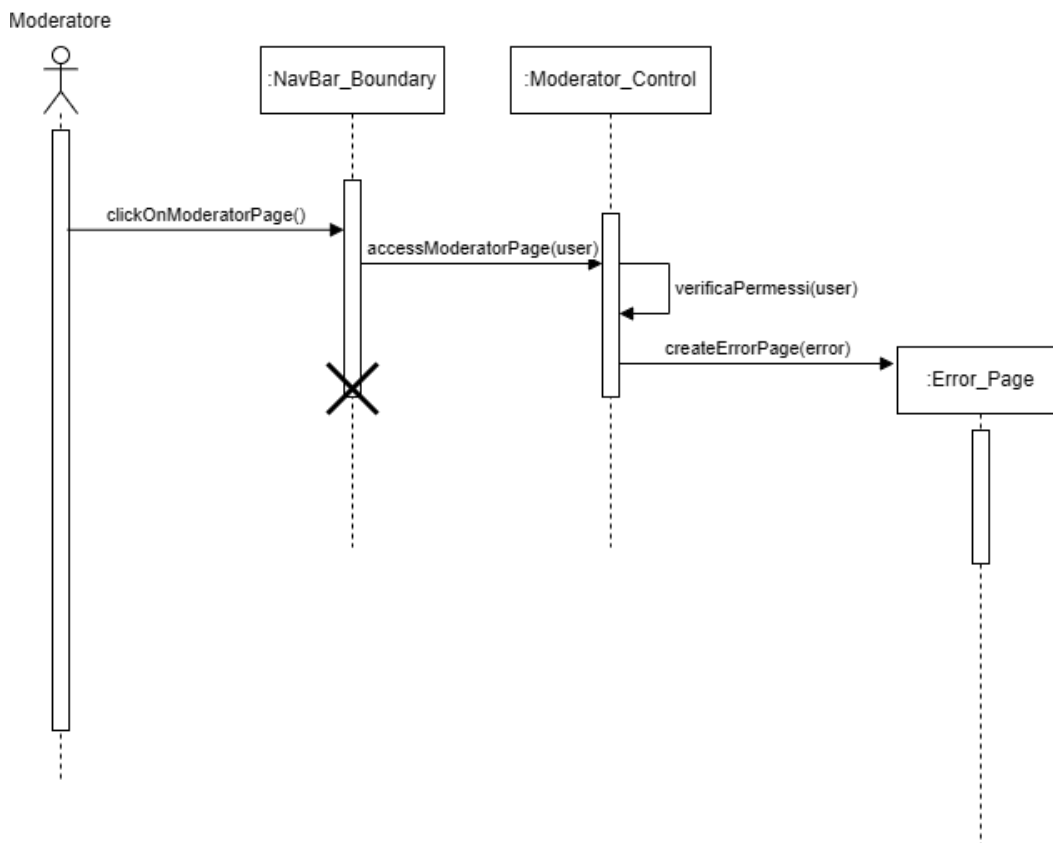 Moderatore
:NavBar_Boundary
:Moderator_Control
clickOnModeratorPage()
accessModeratorPage(user)
verificaPermessi(user)
createErrorPage(error)
:Error_Page